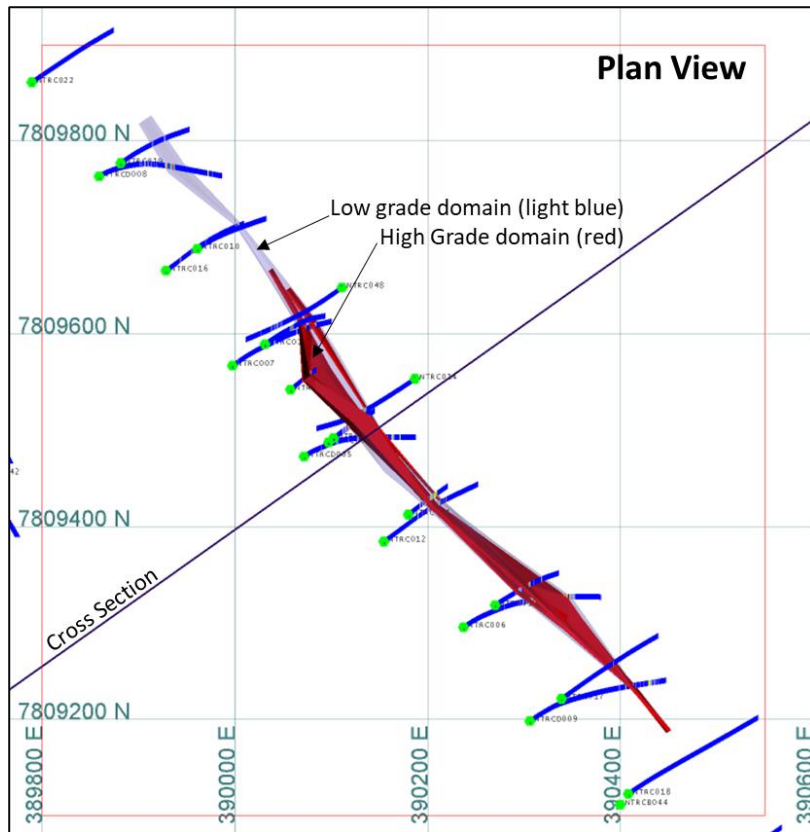 Plan View
NTRC022
7809800 N
NTRCD008
Low grade domain (light blue)
High Grade domain (red)
NTRC016
NTRC048
7809600 N
NTRC007
NTRCD005
7809400 N
NTRC012
Cross Section
NTRC006
7809200 N
NTRCD009
NTRC018
NTRCB044
389800 E
390000 E
390200 E
390400 E
390600 E